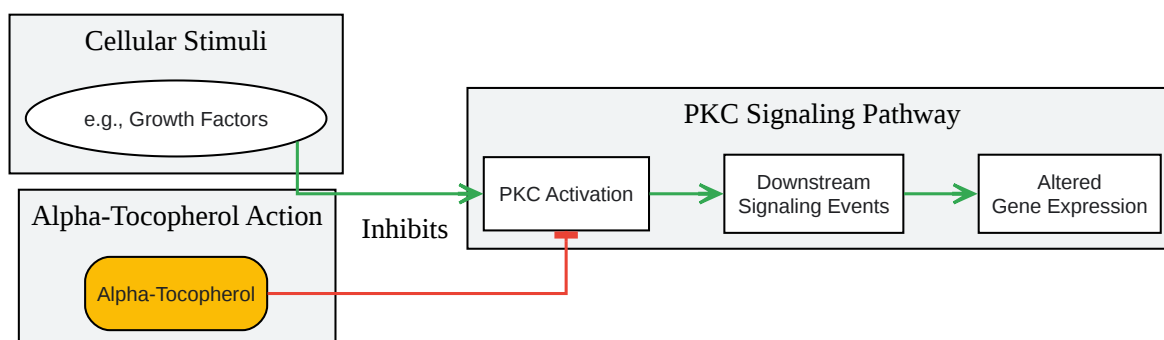 Cellular Stimuli
e.g., Growth Factors
Alpha-Tocopherol Action
Alpha-Tocopherol
Inhibits
PKC Signaling Pathway
PKC Activation
Downstream
Signaling Events
Altered
Gene Expression